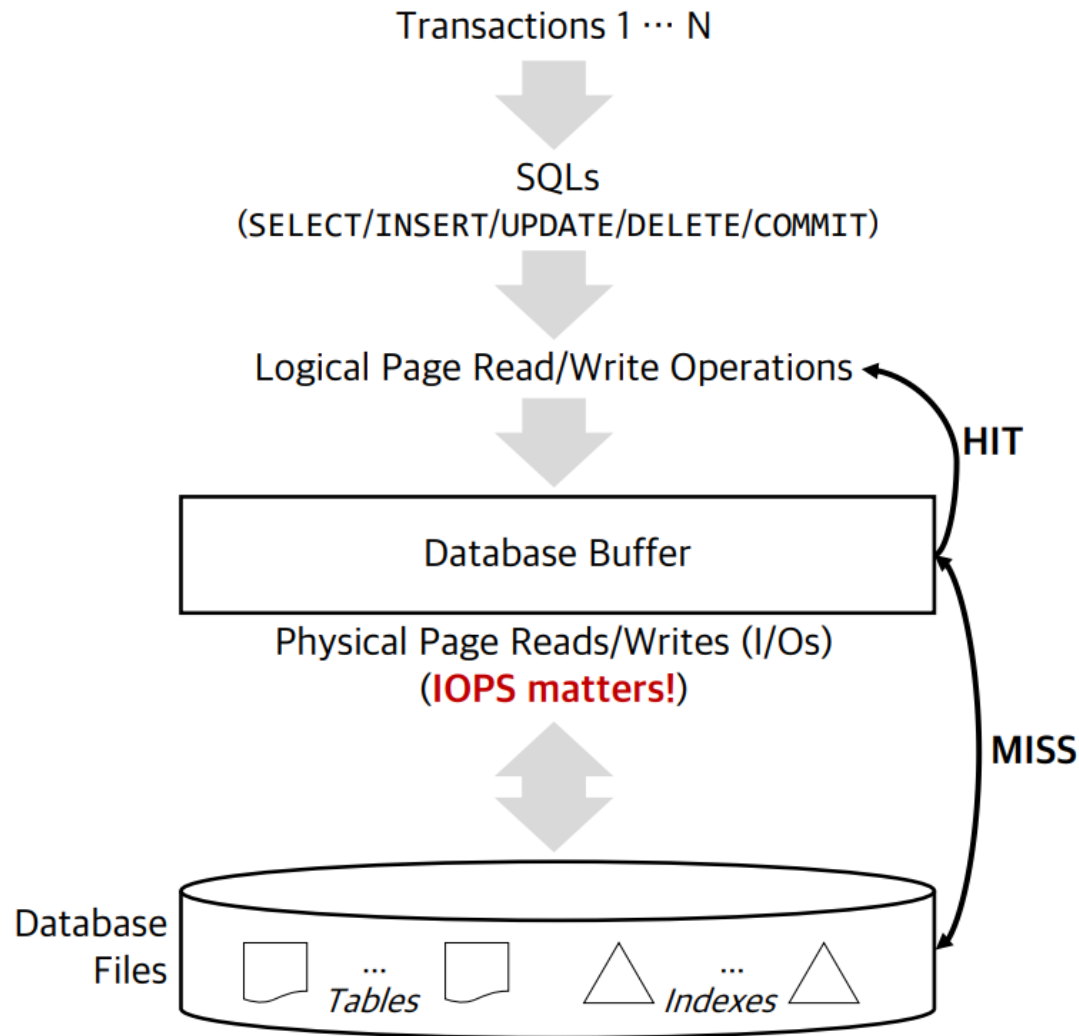 Transactions 1 ··· N
SQLs
(SELECT/INSERT/UPDATE/DELETE/COMMIT)
Logical Page Read/Write Operations
HIT
Database Buffer
Physical Page Reads/Writes (I/Os)
(IOPS matters!)
MISS
Database
Files
...
Tables
...
Indexes